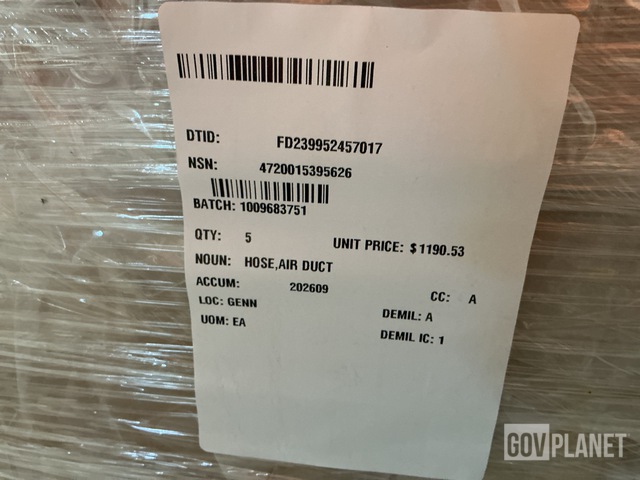 DTID: FD239952457017
NSN: 4720015395626
BATCH: 1009683751
QTY: 5 UNIT PRICE: $1190.53
NOUN: HOSE,AIR DUCT
ACCUM: 202609 CC: A
LOC: GENN DEMIL: A
UOM: EA DEMIL IC: 1
GOVPLANET